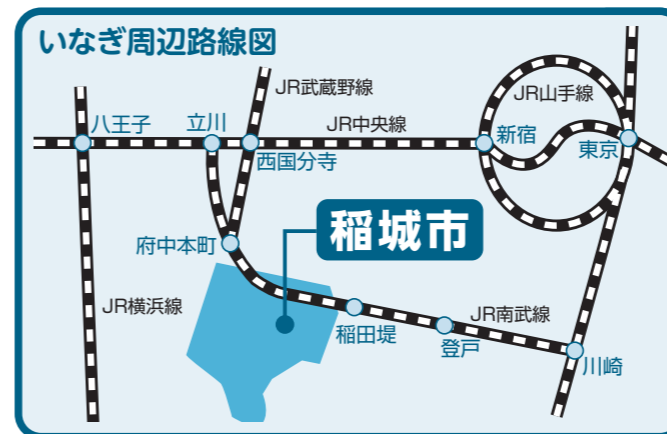 いなぎ周辺路線図
JR武蔵野線
JR山手線
八王子
立川
JR中央線
新宿
東京
西国分寺
稲城市
府中本町
JR横浜線
JR南武線
稲田堤
登戸
川崎